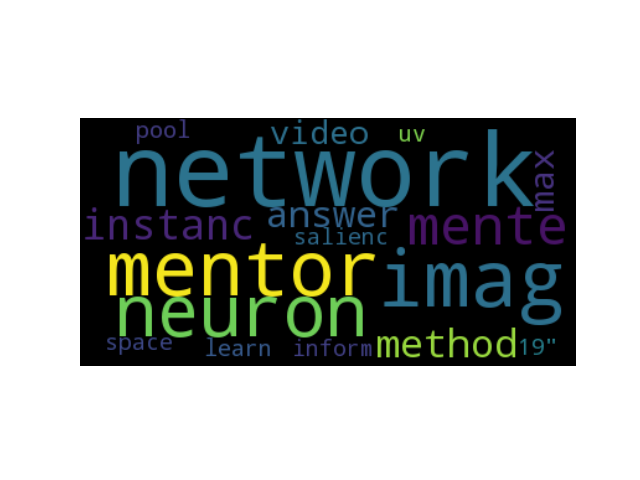 pool video uv
network max
instanc answer mente
salienc
mentor imag
neuron
space learn inform method 19"